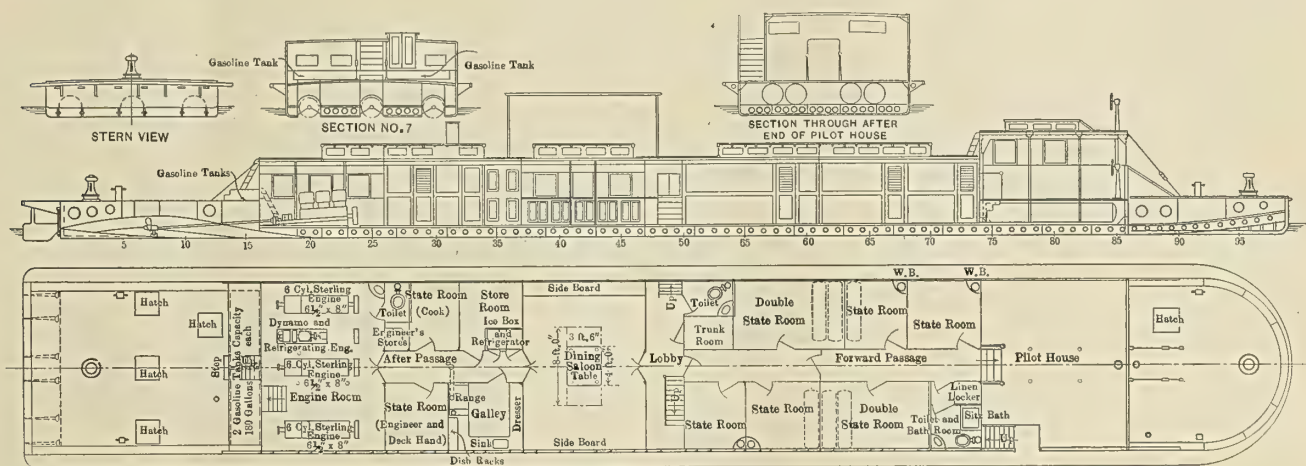 Gasoline Tank
Gasoline Tank
STERN VIEW
SECTION NO.7
SECTION THROUGH AFTER
END OF PILOT HOUSE
Gasoline Tanks
5 10 15 20 25 30 35 40 45 50 55 60 65 70 75 80 85 90 95
W.B. W.B.
Hatch
Hatch
Hatch
Hatch
Stop
2 Gasoline Tanks Capacity
180 Gallons each
6 Cyl. Sterling
Engine
6½" x 8"
Dynamo and
Refrigerating Eng.
6 Cyl. Sterling
Engine
6½" x 8"
Engine Room
6 Cyl. Sterling
Engine
6½" x 8"
Toilet
Engineer's
Stores
State Room
(Cook)
Store
Room
Ice Box
and
Refrigerator
After Passage
State Room
(Engineer and
Deck Hand)
Range
Galley
Sink
Dresser
Dish Racks
Side Board
3 ft. 6"
8 ft. 0"
4 ft. 0"
Dining
Saloon
Table
Side Board
Lobby
Up
Up
Toilet
Trunk
Room
Double
State Room
State Room
State Room
Forward Passage
State Room
State Room
Double
State Room
Linen
Locker
Sitz Bath
Toilet and
Bath Room
Up
Pilot House
Hatch